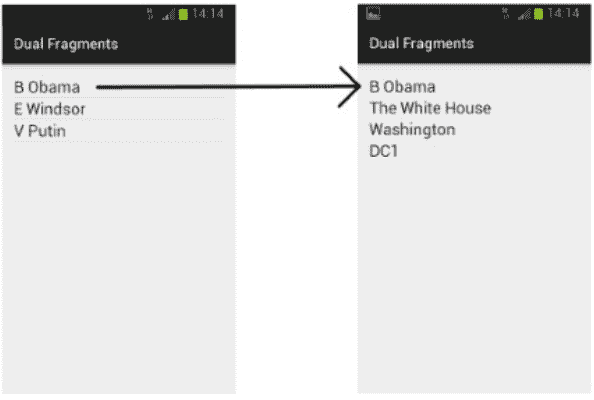 14:14
Dual Fragments
B Obama
E Windsor
V Putin
14:14
Dual Fragments
B Obama
The White House
Washington
DC1